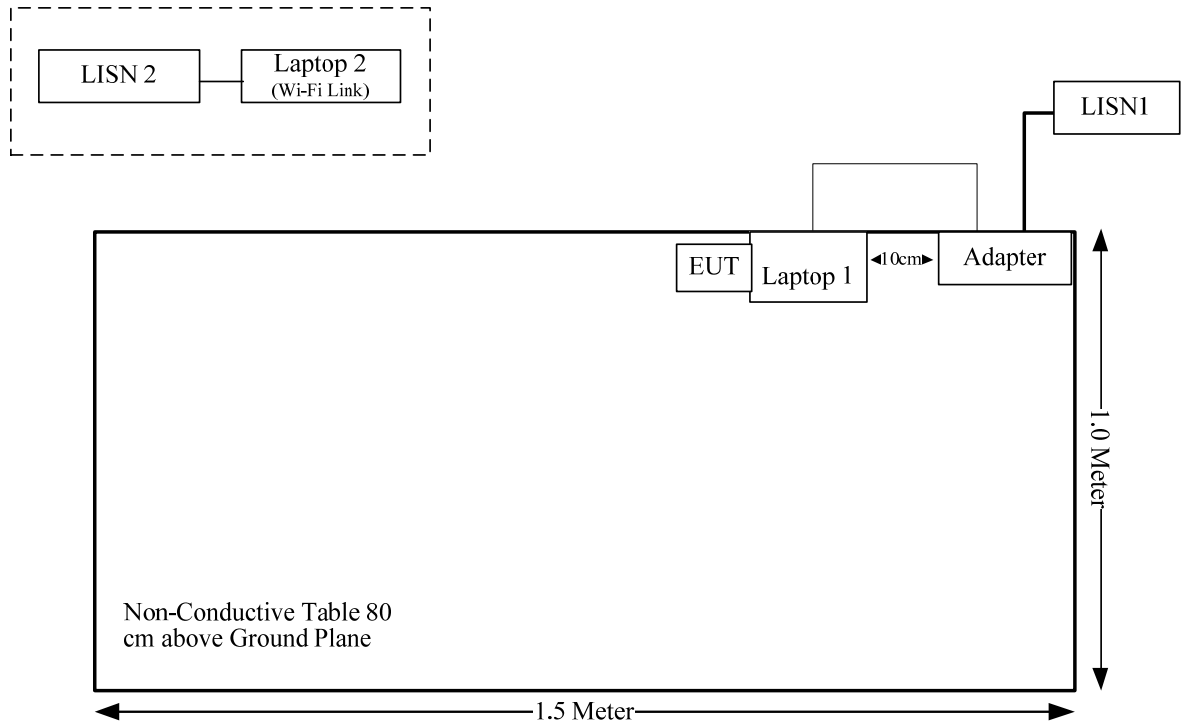 LISN 2
Laptop 2
(Wi-Fi Link)
LISN1
EUT
Laptop 1
10cm
Adapter
1.0 Meter
Non-Conductive Table 80
cm above Ground Plane
1.5 Meter